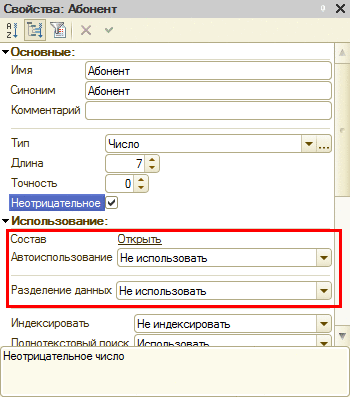 Свойства: Абонент
Основные:
Имя Абонент
Синоним Абонент
Комментарий
Тип Число
Длина 7
Точность 0
Неотрицательное
Использование:
Состав Открыть
Автоиспользование Не использовать
Разделение данных Не использовать
Индексировать Не индексировать
Полнотекстовый поиск Использовать
Неотрицательное число